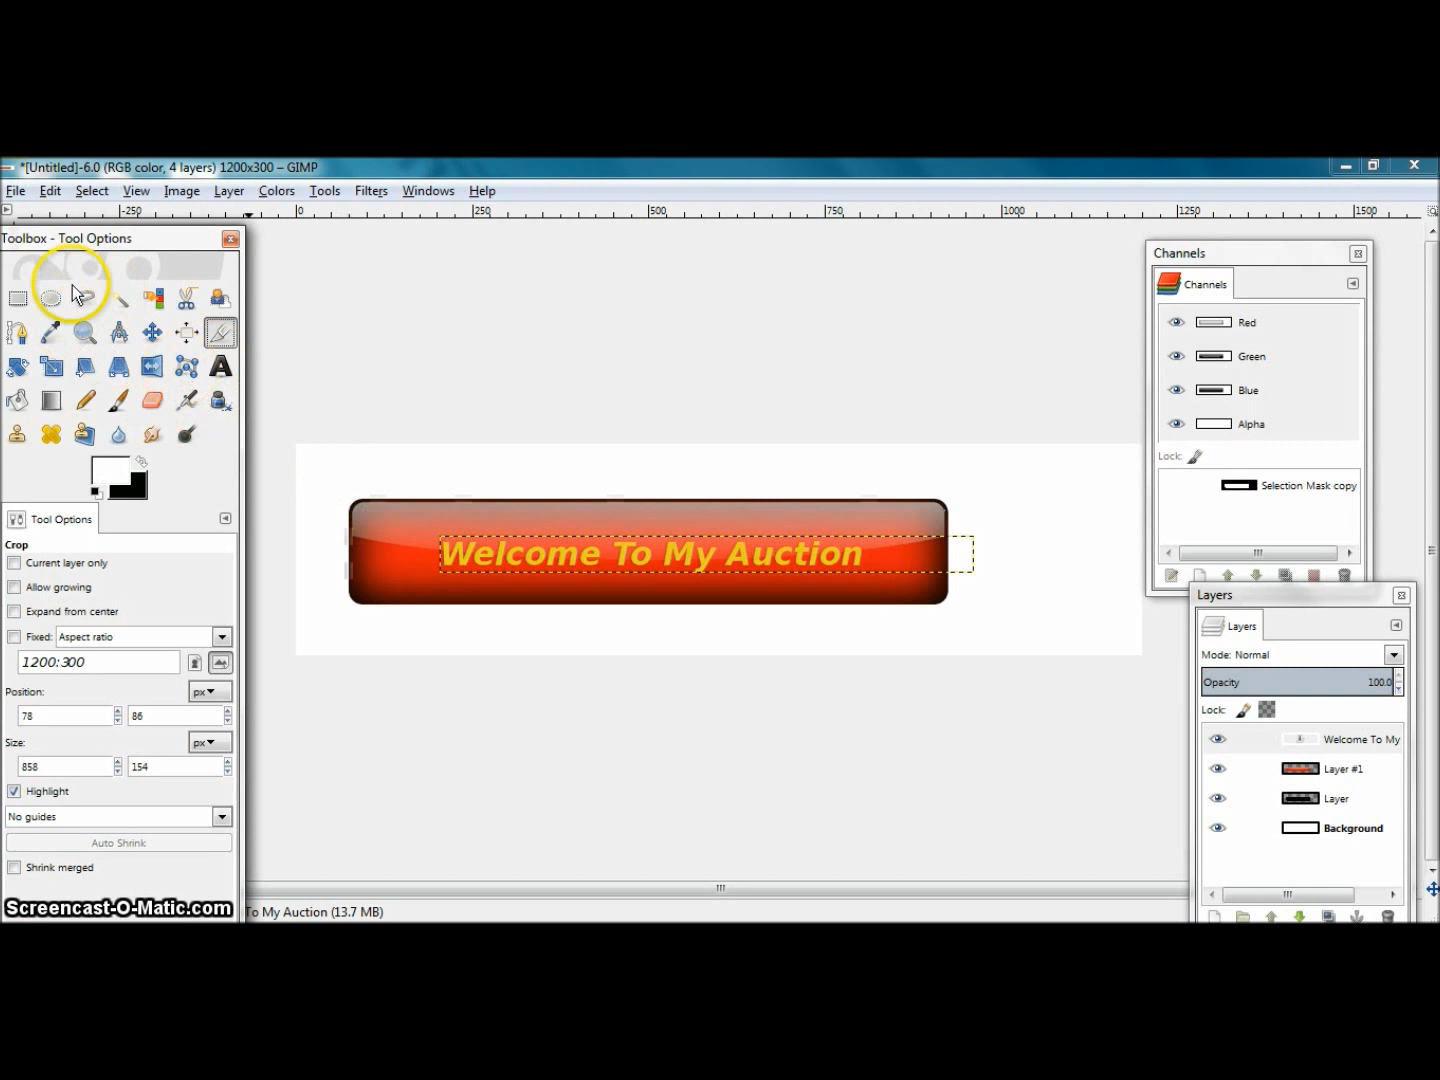 *[Untitled]-6.0 (RGB color, 4 layers) 1200x300 – GIMP
File Edit Select View Image Layer Colors Tools Filters Windows Help
-250 0 250 500 750 1000 1250 1500
Toolbox - Tool Options
Tool Options
Crop
Current layer only
Allow growing
Expand from center
Fixed: Aspect ratio
1200:300
Position: px
78 86
Size: px
858 154
Highlight
No guides
Auto Shrink
Shrink merged
Screencast-O-Matic.com
To My Auction (13.7 MB)
Welcome To My Auction
Channels
Channels
Red
Green
Blue
Alpha
Lock:
Selection Mask copy
Layers
Layers
Mode: Normal
Opacity 100.0
Lock:
Welcome To My
Layer #1
Layer
Background